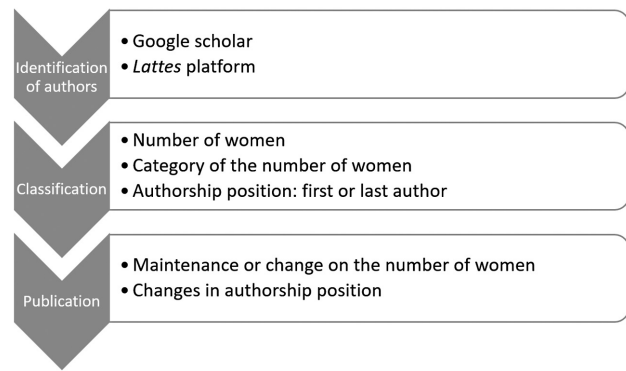 Identification
of authors
• Google scholar
• Lattes platform
Classification
• Number of women
• Category of the number of women
• Authorship position: first or last author
Publication
• Maintenance or change on the number of women
• Changes in authorship position